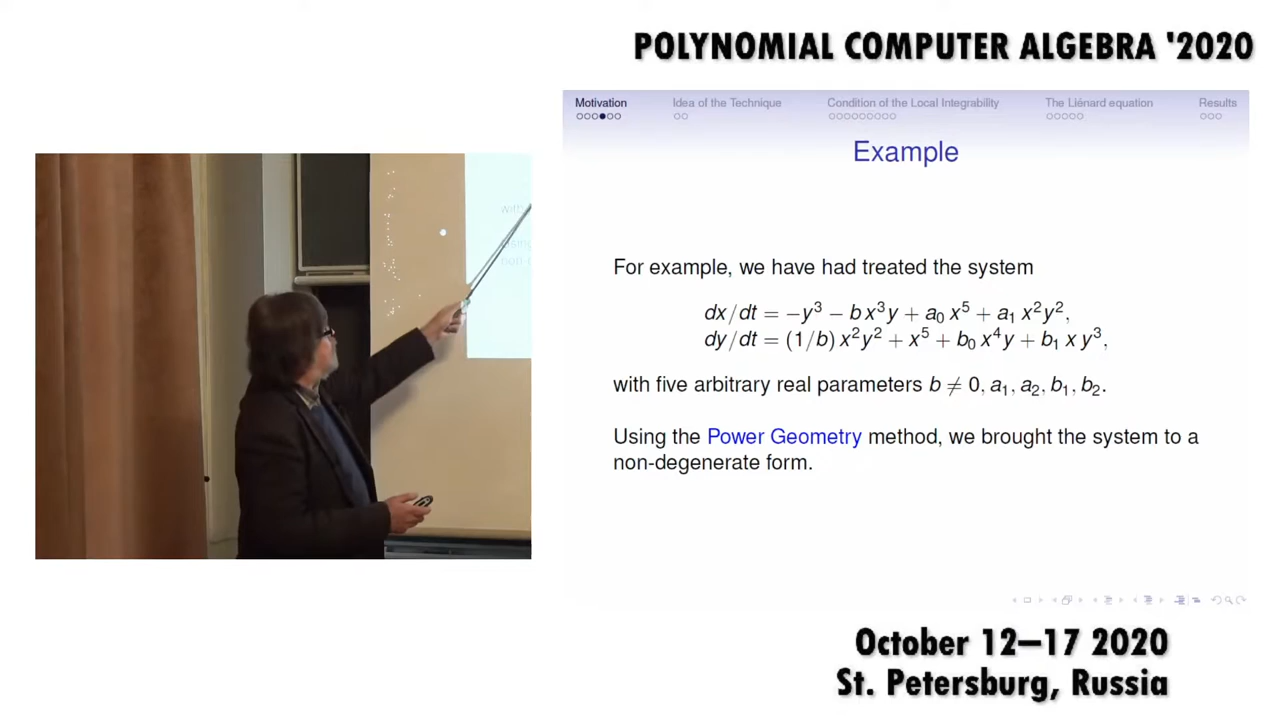 POLYNOMIAL COMPUTER ALGEBRA '2020
Motivation Idea of the Technique Condition of the Local Integrability The Liénard equation Results
Example
For example, we have had treated the system
dx/dt = −y³ − b x³y + a₀ x⁵ + a₁ x²y²,
dy/dt = (1/b) x²y² + x⁵ + b₀ x⁴y + b₁ x y³,
with five arbitrary real parameters b ≠ 0, a₁, a₂, b₁, b₂.
Using the Power Geometry method, we brought the system to a
non-degenerate form.
with
using
non-d
October 12–17 2020
St. Petersburg, Russia